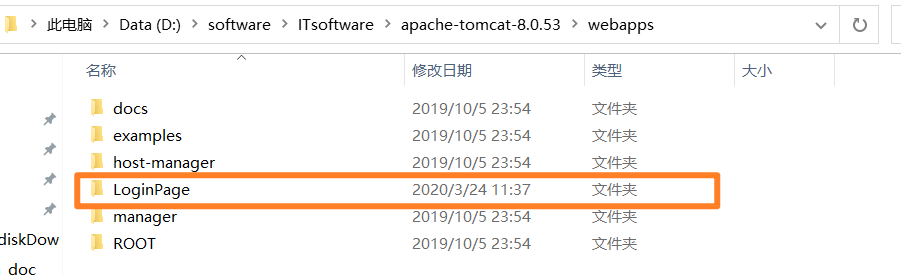 此电脑 > Data (D:) > software > ITsoftware > apache-tomcat-8.0.53 > webapps
名称 修改日期 类型 大小
docs 2019/10/5 23:54 文件夹
examples 2019/10/5 23:54 文件夹
host-manager 2019/10/5 23:54 文件夹
LoginPage 2020/3/24 11:37 文件夹
manager 2019/10/5 23:54 文件夹
ROOT 2019/10/5 23:54 文件夹
diskDow
doc